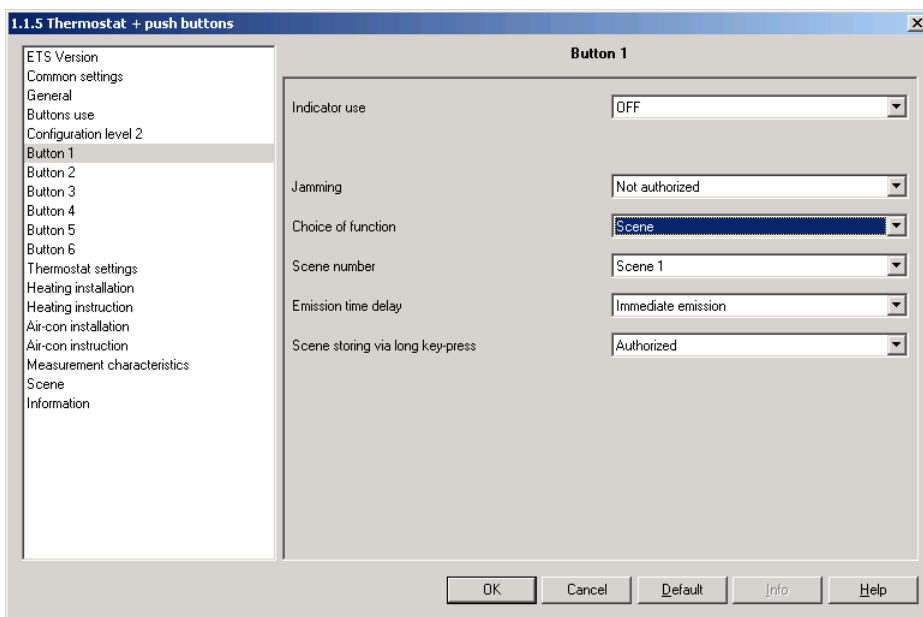 1.1.5 Thermostat + push buttons
ETS Version
Common settings
General
Buttons use
Configuration level 2
Button 1
Button 2
Button 3
Button 4
Button 5
Button 6
Thermostat settings
Heating installation
Heating instruction
Air-con installation
Air-con instruction
Measurement characteristics
Scene
Information
Button 1
Indicator use OFF
Jamming Not authorized
Choice of function Scene
Scene number Scene 1
Emission time delay Immediate emission
Scene storing via long key-press Authorized
OK Cancel Default Info Help